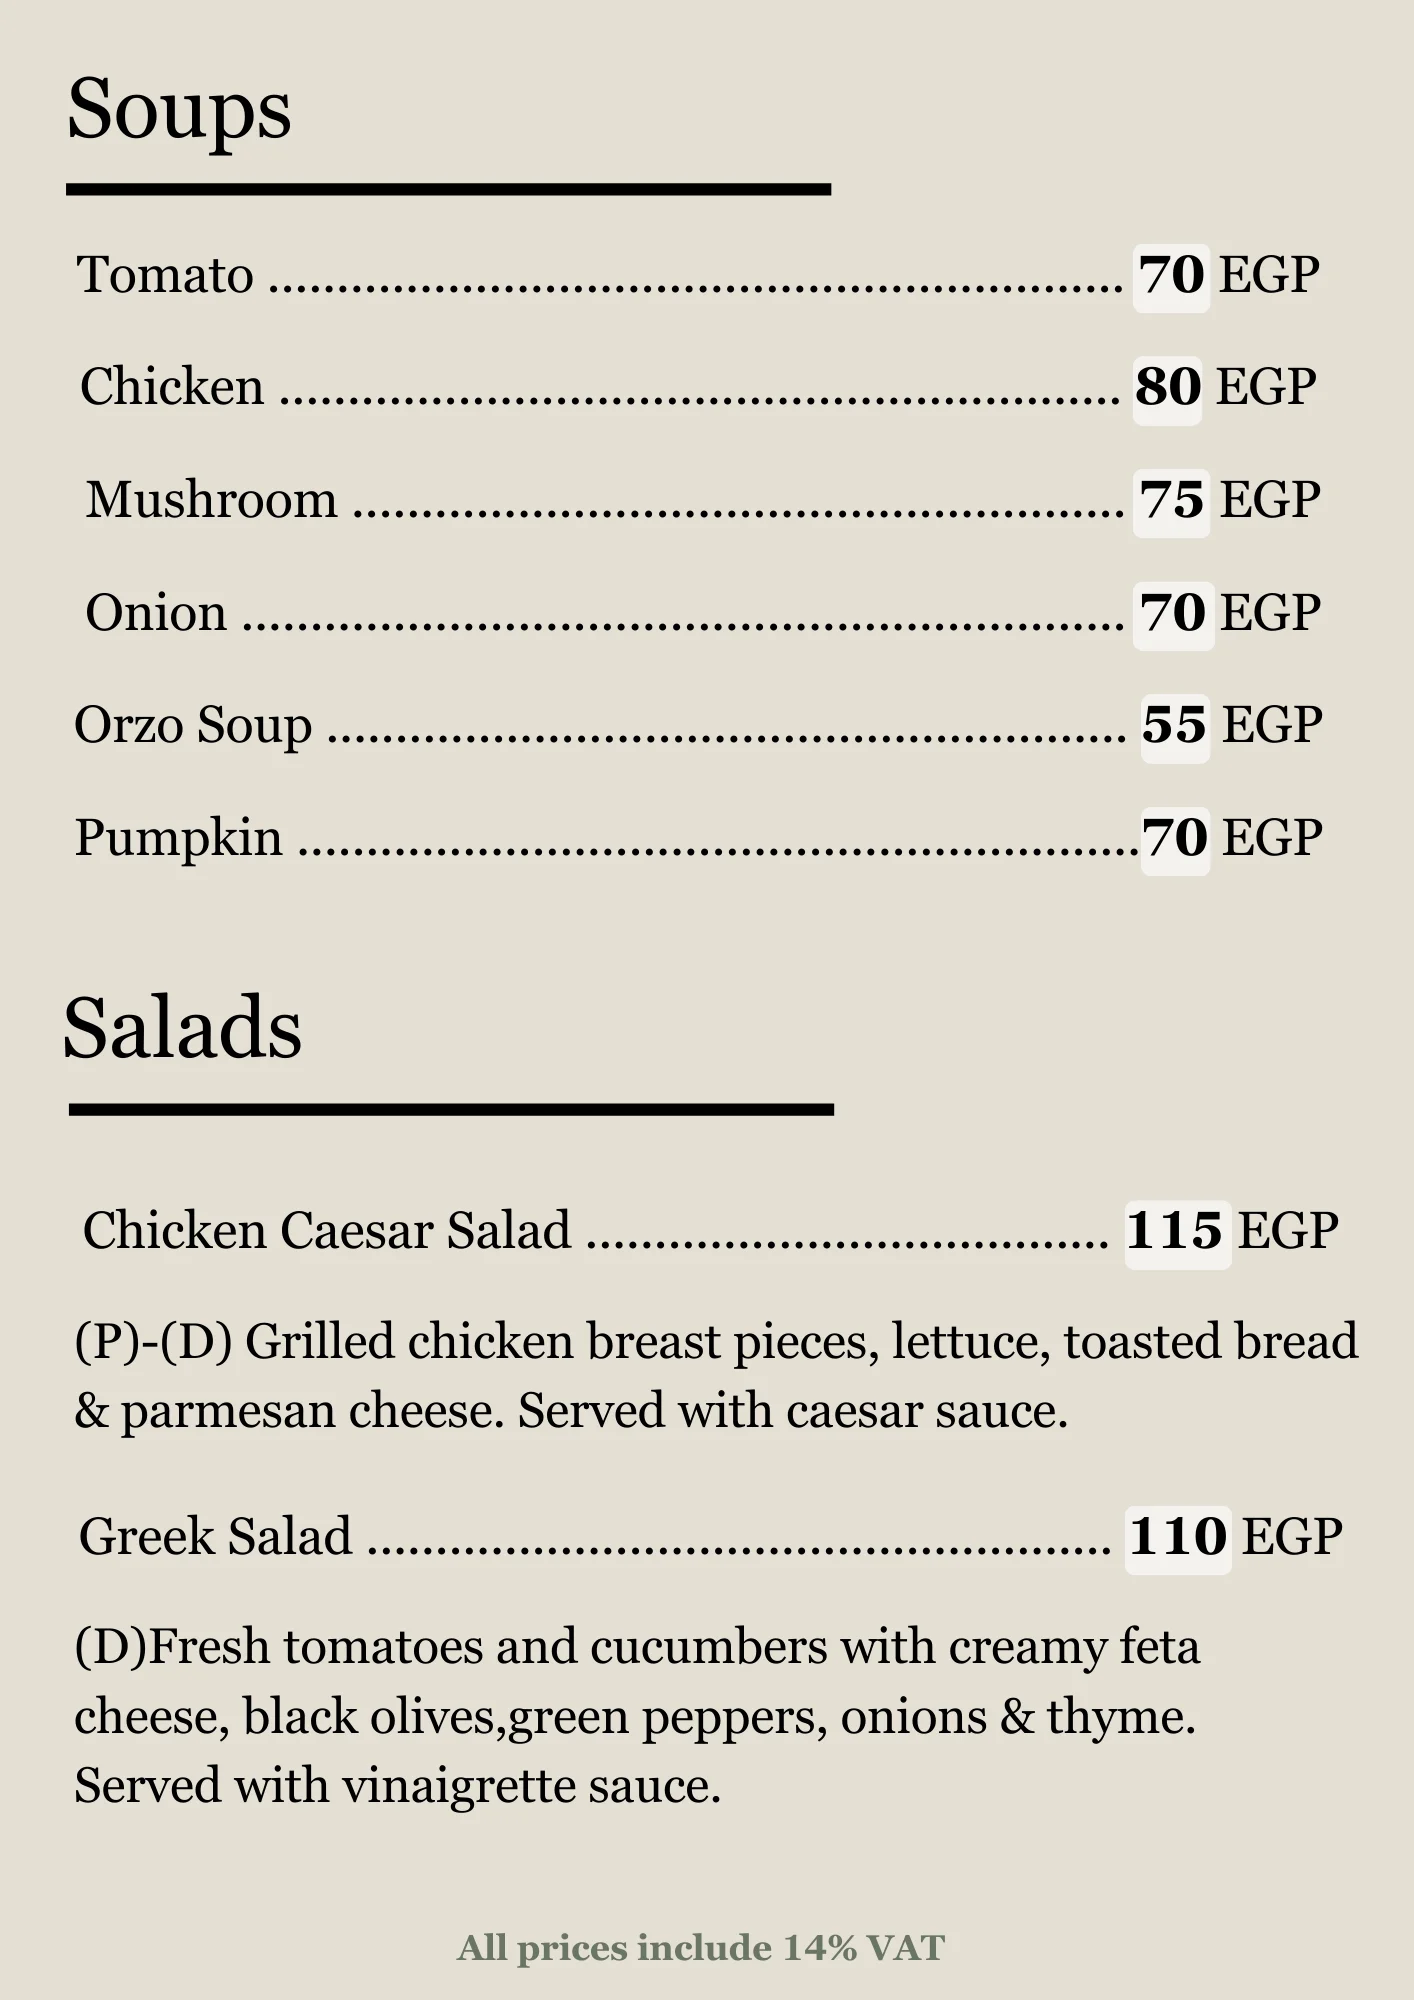 Soups
Tomato .............................................................. 70 EGP
Chicken ............................................................. 80 EGP
Mushroom ........................................................ 75 EGP
Onion ................................................................ 70 EGP
Orzo Soup .......................................................... 55 EGP
Pumpkin .............................................................70 EGP
Salads
Chicken Caesar Salad ...................................... 115 EGP
(P)-(D) Grilled chicken breast pieces, lettuce, toasted bread
& parmesan cheese. Served with caesar sauce.
Greek Salad ...................................................... 110 EGP
(D)Fresh tomatoes and cucumbers with creamy feta
cheese, black olives,green peppers, onions & thyme.
Served with vinaigrette sauce.
All prices include 14% VAT